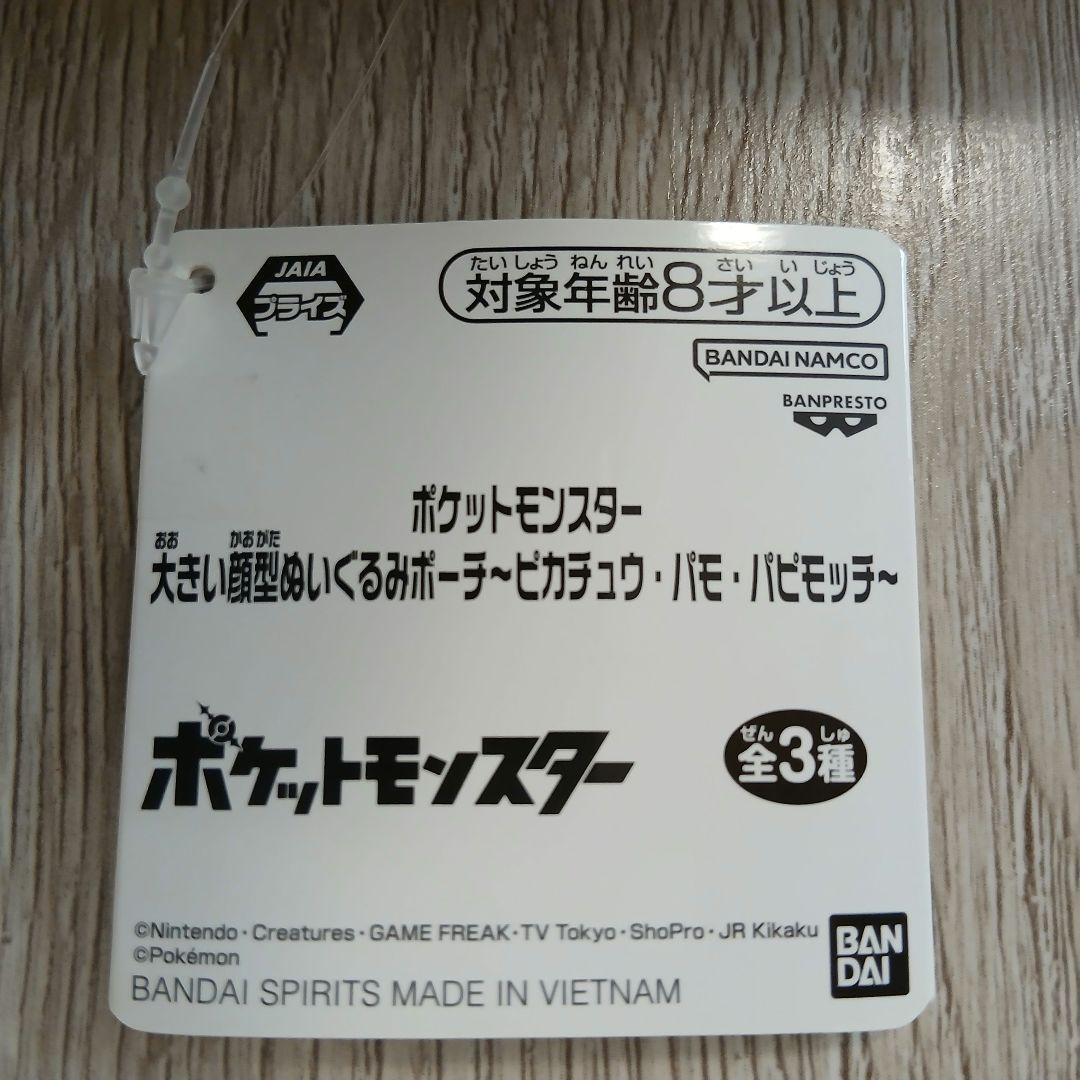 JAIA
プライズ
たいしょうねんれい さい い じょう
対象年齢8才以上
BANDAI NAMCO
BANPRESTO
ポケットモンスター
おお かおがた
大きい顔型ぬいぐるみポーチ~ピカチュウ・パモ・パピモッチ~
ポケットモンスター
ぜん しゅ
全3種
©Nintendo・Creatures・GAME FREAK・TV Tokyo・ShoPro・JR Kikaku
©Pokémon
BANDAI SPIRITS MADE IN VIETNAM
BAN
DAI